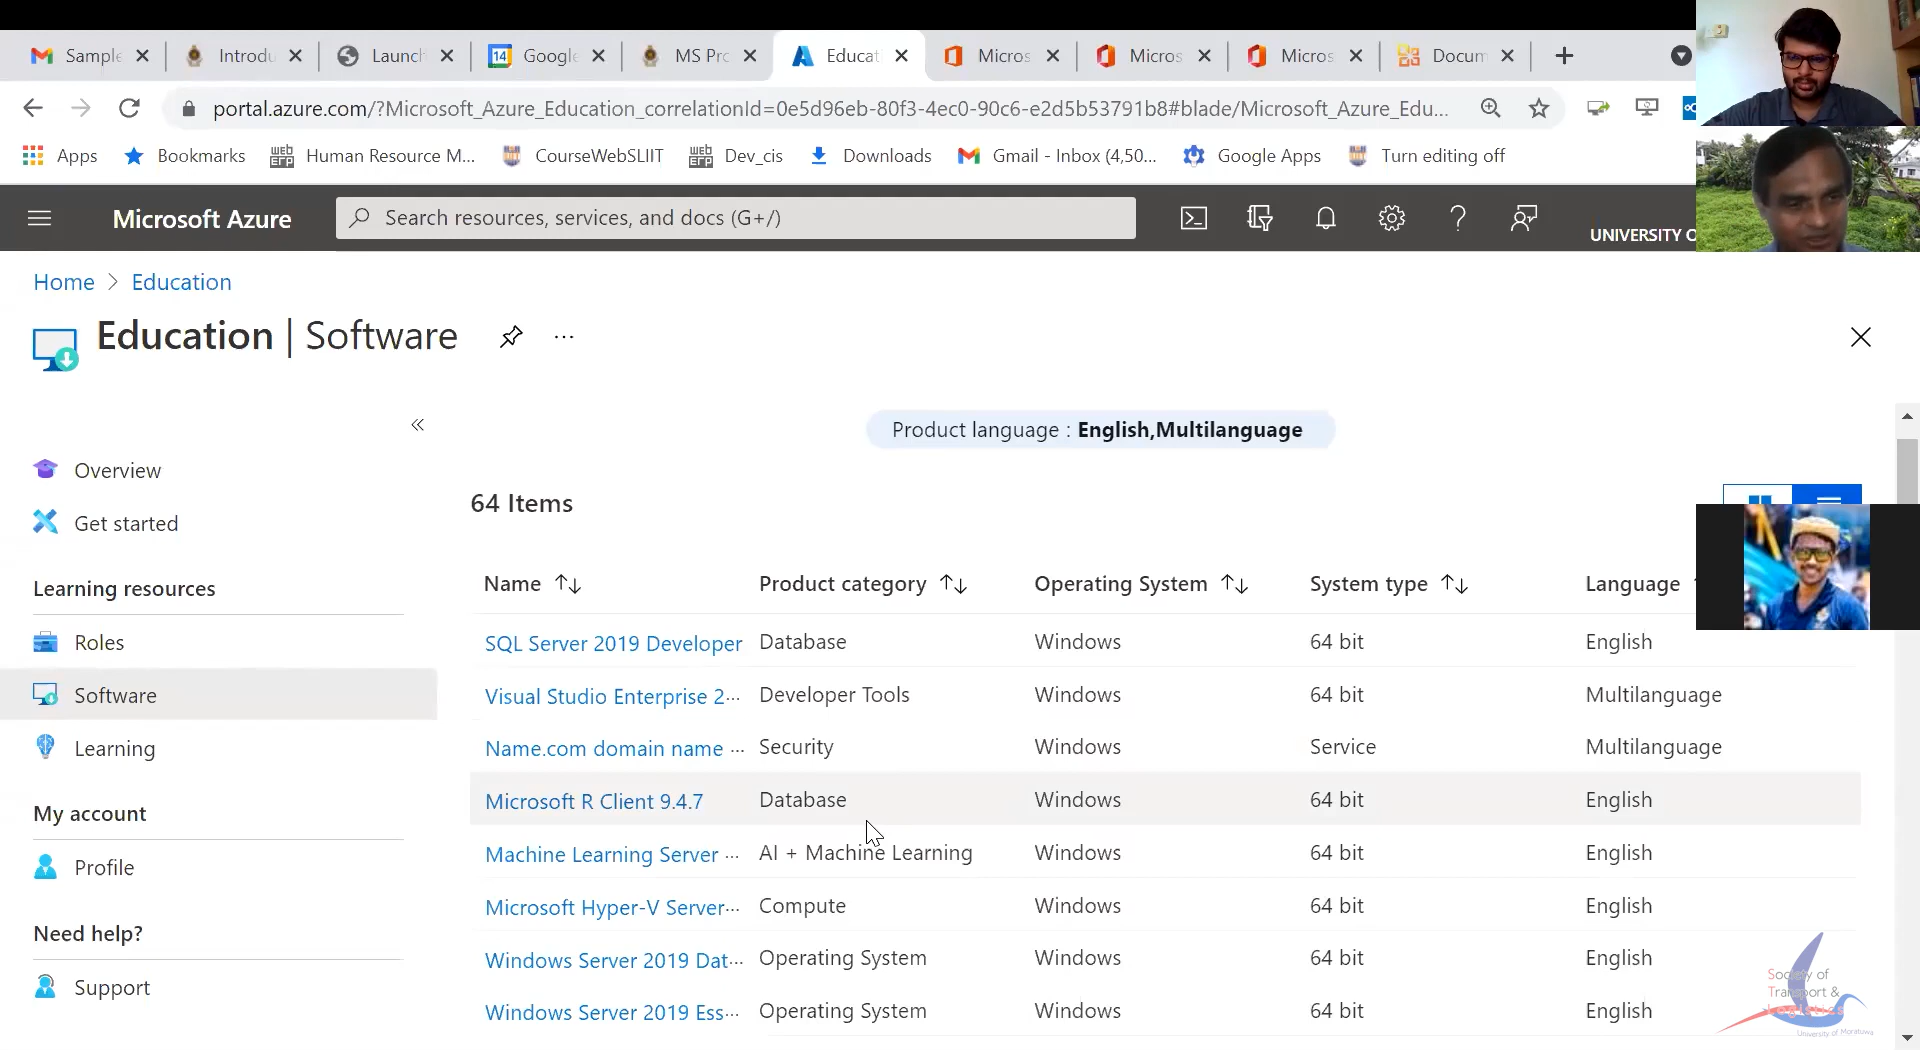 Sample
Introdu
Launch
14
Google
MS Pro
Educat
Micros
Micros
Micros
Docum
portal.azure.com/?Microsoft_Azure_Education_correlationId=0e5d96eb-80f3-4ec0-90c6-e2d5b53791b8#blade/Microsoft_Azure_Edu...
Apps
Bookmarks
Human Resource M...
CourseWebSLIIT
Dev_cis
Downloads
Gmail - Inbox (4,50...
Google Apps
Turn editing off
Microsoft Azure
Search resources, services, and docs (G+/)
UNIVERSITY O
Home > Education
Education | Software
Product language : English,Multilanguage
Overview
Get started
Learning resources
Roles
Software
Learning
My account
Profile
Need help?
Support
64 Items
Name Product category Operating System System type Language
SQL Server 2019 Developer Database Windows 64 bit English
Visual Studio Enterprise 2... Developer Tools Windows 64 bit Multilanguage
Name.com domain name ... Security Windows Service Multilanguage
Microsoft R Client 9.4.7 Database Windows 64 bit English
Machine Learning Server ... AI + Machine Learning Windows 64 bit English
Microsoft Hyper-V Server... Compute Windows 64 bit English
Windows Server 2019 Dat... Operating System Windows 64 bit English
Windows Server 2019 Ess... Operating System Windows 64 bit English
Society of
Transport &
Logistics
University of Moratuwa